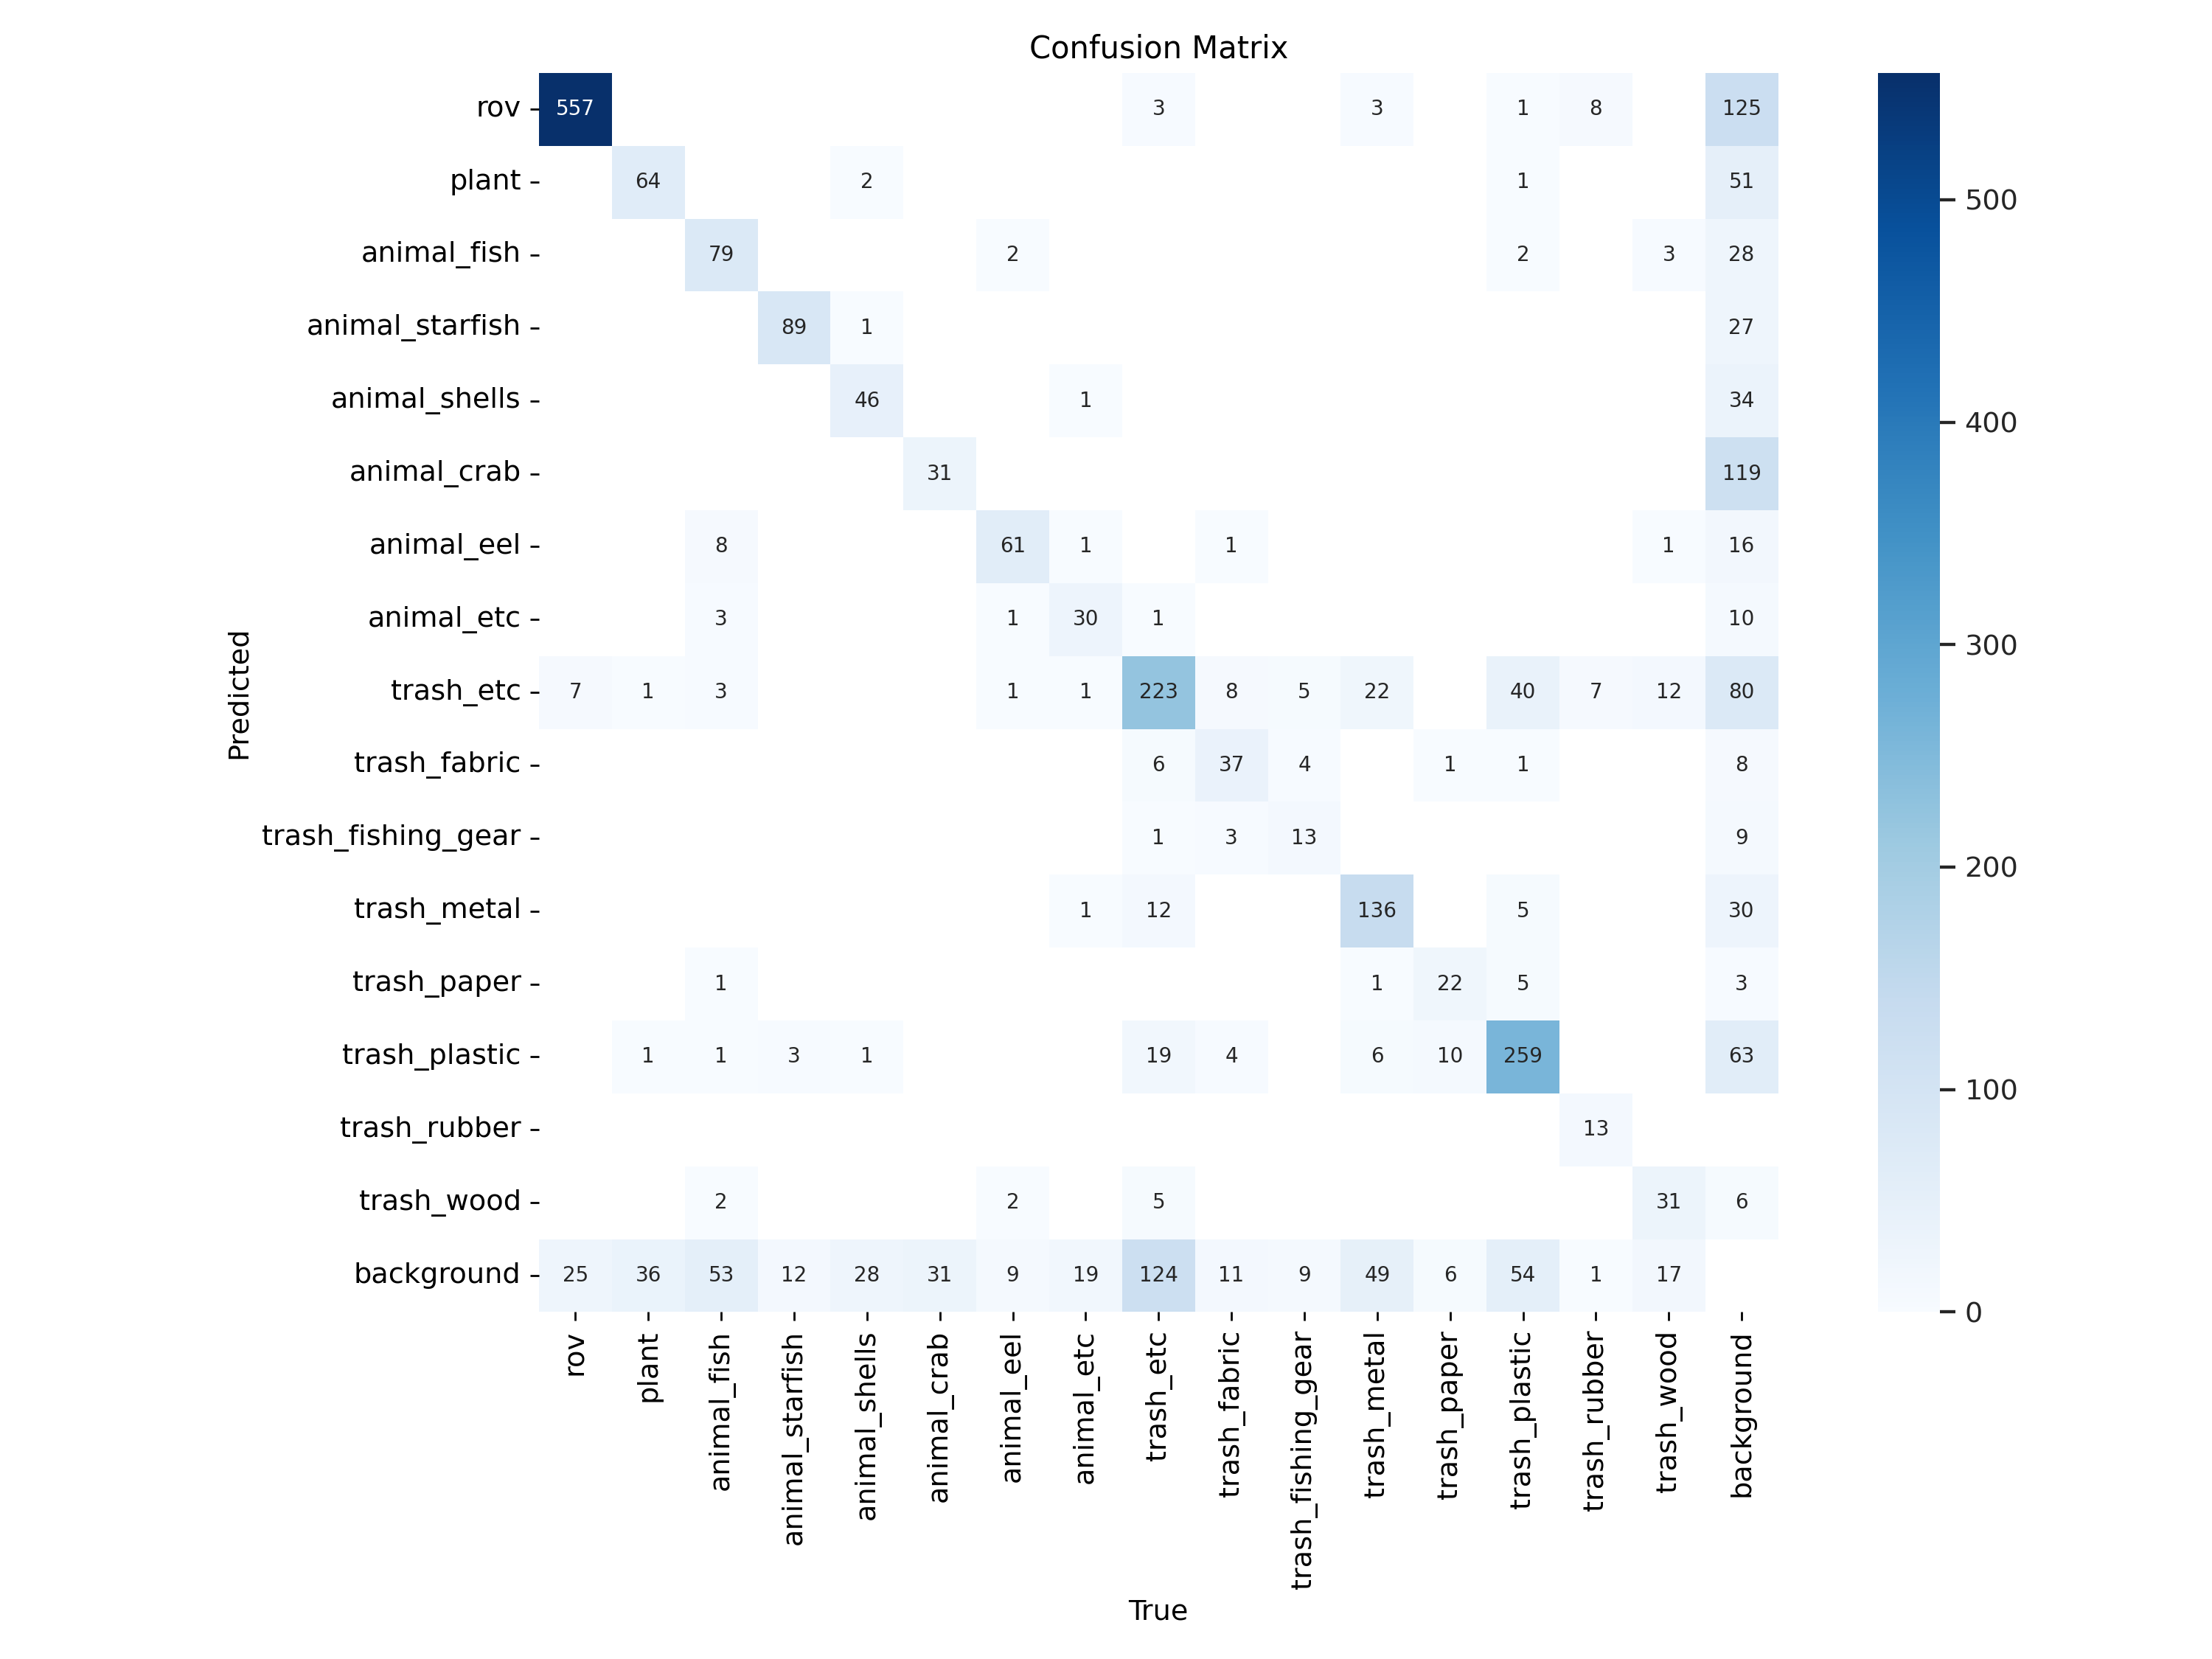 Confusion Matrix
rov 557 3 3 1 8 125
plant 64 2 1 51
animal_fish 79 2 2 3 28
animal_starfish 89 1 27
animal_shells 46 1 34
animal_crab 31 119
animal_eel 8 61 1 1 1 16
animal_etc 3 1 30 1 10
trash_etc 7 1 3 1 1 223 8 5 22 40 7 12 80
trash_fabric 6 37 4 1 1 8
trash_fishing_gear 1 3 13 9
trash_metal 1 12 136 5 30
trash_paper 1 1 22 5 3
trash_plastic 1 1 3 1 19 4 6 10 259 63
trash_rubber 13
trash_wood 2 2 5 31 6
background 25 36 53 12 28 31 9 19 124 11 9 49 6 54 1 17
Predicted
rov
plant
animal_fish
animal_starfish
animal_shells
animal_crab
animal_eel
animal_etc
trash_etc
trash_fabric
trash_fishing_gear
trash_metal
trash_paper
trash_plastic
trash_rubber
trash_wood
background
True
500
400
300
200
100
0